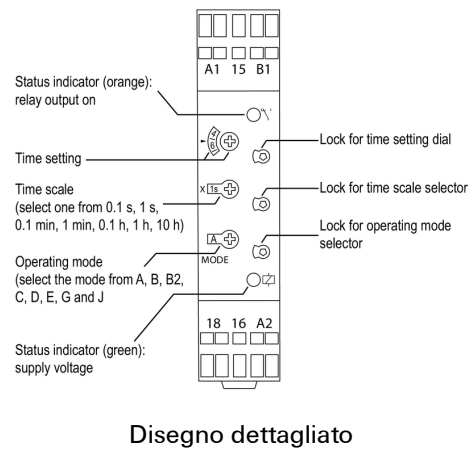 A1 15 B1
Status indicator (orange):
relay output on
Lock for time setting dial
Time setting
Time scale
(select one from 0.1 s, 1 s,
0.1 min, 1 min, 0.1 h, 1 h, 10 h)
X 1s
Lock for time scale selector
Lock for operating mode
selector
A
MODE
Operating mode
(select the mode from A, B, B2,
C, D, E, G and J
18 16 A2
Status indicator (green):
supply voltage
Disegno dettagliato